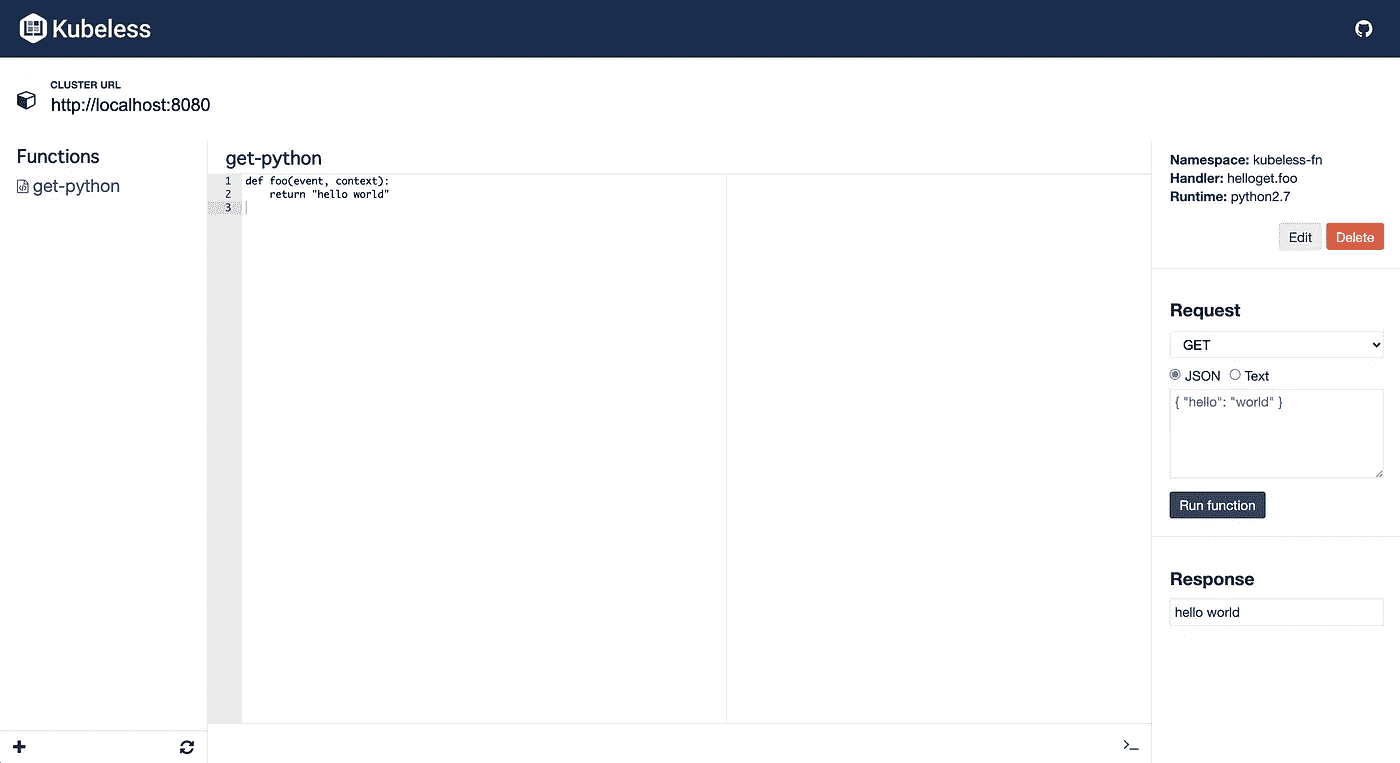 Kubeless
CLUSTER URL
http://localhost:8080
Functions
get-python
get-python
1 def foo(event, context):
2 return "hello world"
3
Namespace: kubeless-fn
Handler: helloget.foo
Runtime: python2.7
Edit Delete
Request
GET
JSON Text
{ "hello": "world" }
Run function
Response
hello world